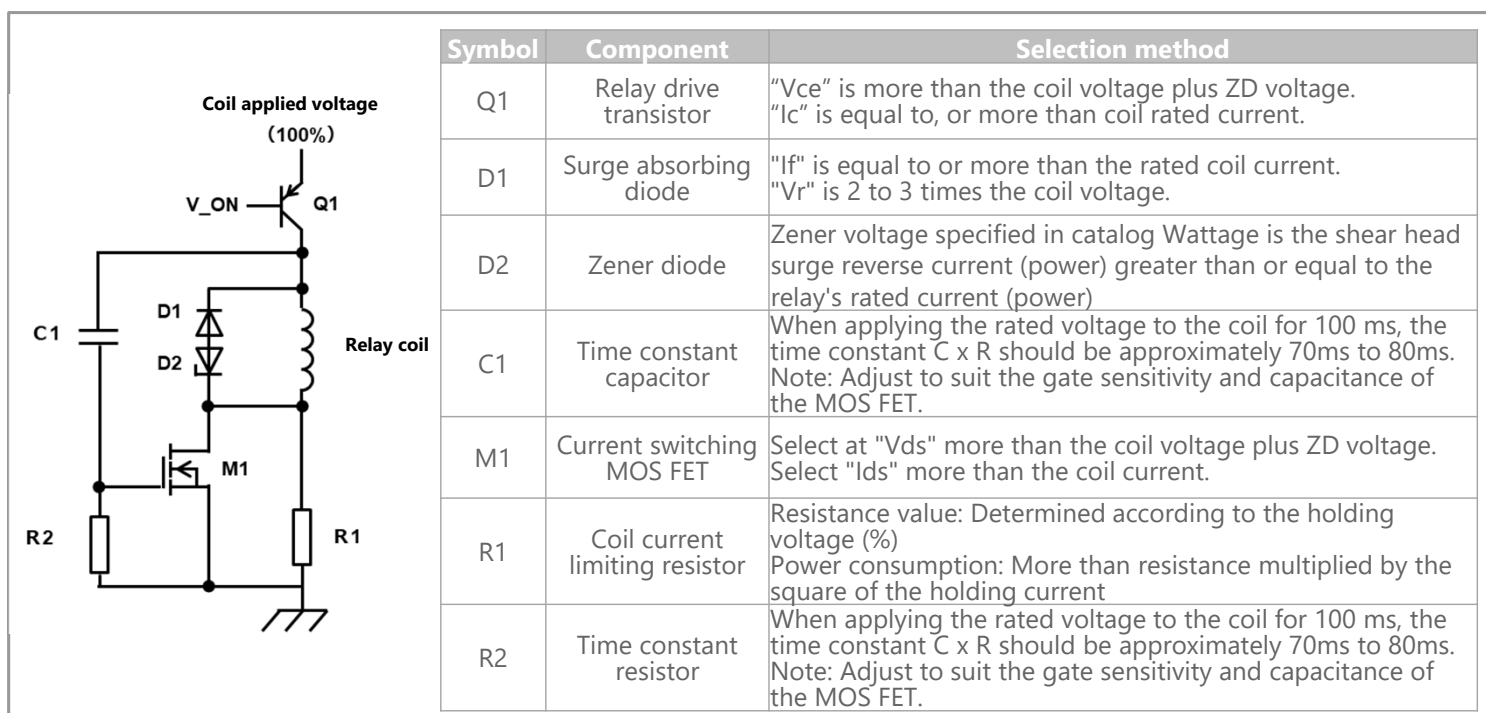 Coil applied voltage
(100%)
V_ON
Q1
D1
C1
Relay coil
D2
M1
R2
R1
Symbol Component Selection method
Q1 Relay drive transistor “Vce” is more than the coil voltage plus ZD voltage.
“Ic” is equal to, or more than coil rated current.
D1 Surge absorbing diode "If" is equal to or more than the rated coil current.
"Vr" is 2 to 3 times the coil voltage.
D2 Zener diode Zener voltage specified in catalog Wattage is the shear head
surge reverse current (power) greater than or equal to the
relay's rated current (power)
C1 Time constant capacitor When applying the rated voltage to the coil for 100 ms, the
time constant C x R should be approximately 70ms to 80ms.
Note: Adjust to suit the gate sensitivity and capacitance of
the MOS FET.
M1 Current switching MOS FET Select at "Vds" more than the coil voltage plus ZD voltage.
Select "Ids" more than the coil current.
R1 Coil current limiting resistor Resistance value: Determined according to the holding
voltage (%)
Power consumption: More than resistance multiplied by the
square of the holding current
R2 Time constant resistor When applying the rated voltage to the coil for 100 ms, the
time constant C x R should be approximately 70ms to 80ms.
Note: Adjust to suit the gate sensitivity and capacitance of
the MOS FET.